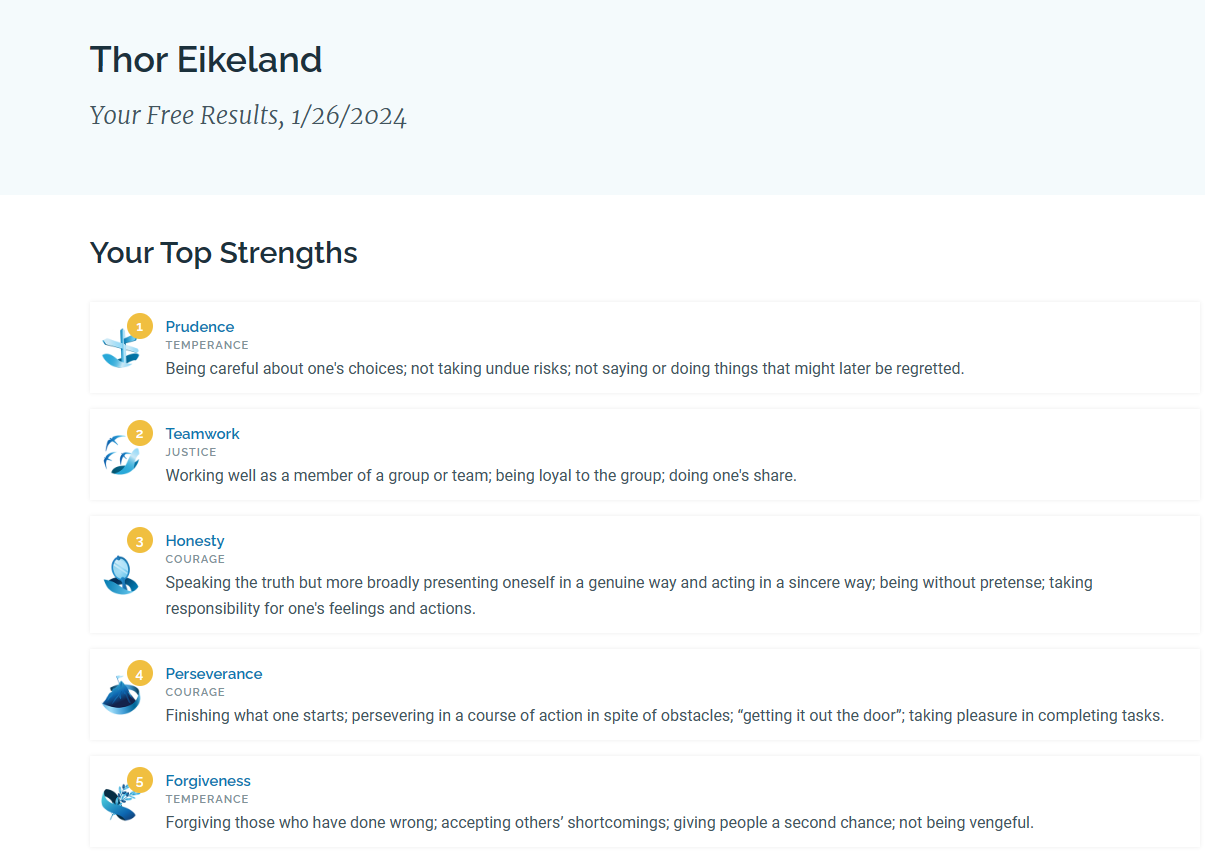 Thor Eikeland
Your Free Results, 1/26/2024
Your Top Strengths
1
Prudence
TEMPERANCE
Being careful about one's choices; not taking undue risks; not saying or doing things that might later be regretted.
2
Teamwork
JUSTICE
Working well as a member of a group or team; being loyal to the group; doing one's share.
3
Honesty
COURAGE
Speaking the truth but more broadly presenting oneself in a genuine way and acting in a sincere way; being without pretense; taking
responsibility for one's feelings and actions.
4
Perseverance
COURAGE
Finishing what one starts; persevering in a course of action in spite of obstacles; “getting it out the door”; taking pleasure in completing tasks.
5
Forgiveness
TEMPERANCE
Forgiving those who have done wrong; accepting others’ shortcomings; giving people a second chance; not being vengeful.